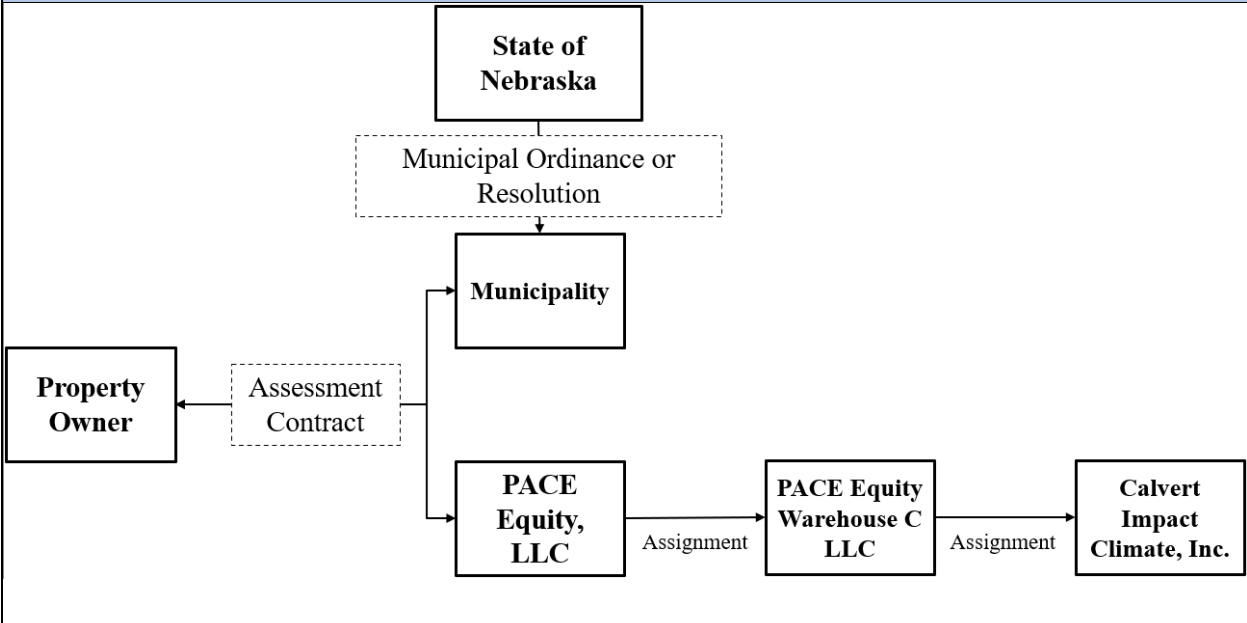 State of
Nebraska
Municipal Ordinance or
Resolution
Municipality
Property
Owner
Assessment
Contract
PACE
Equity,
LLC
Assignment
PACE Equity
Warehouse C
LLC
Assignment
Calvert
Impact
Climate, Inc.